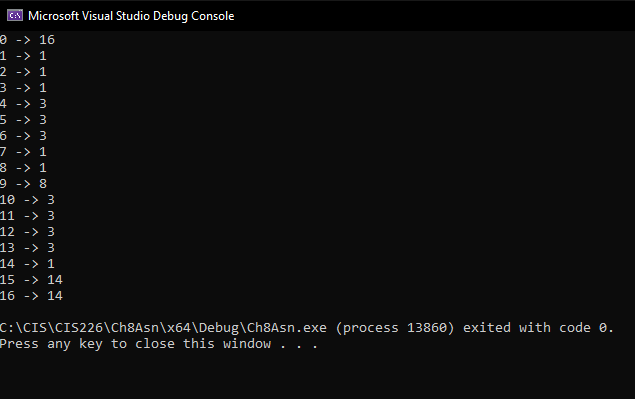 C:\ Microsoft Visual Studio Debug Console
0 -> 16
1 -> 1
2 -> 1
3 -> 1
4 -> 3
5 -> 3
6 -> 3
7 -> 1
8 -> 1
9 -> 8
10 -> 3
11 -> 3
12 -> 3
13 -> 3
14 -> 1
15 -> 14
16 -> 14
C:\CIS\CIS226\Ch8Asn\x64\Debug\Ch8Asn.exe (process 13860) exited with code 0.
Press any key to close this window . . .